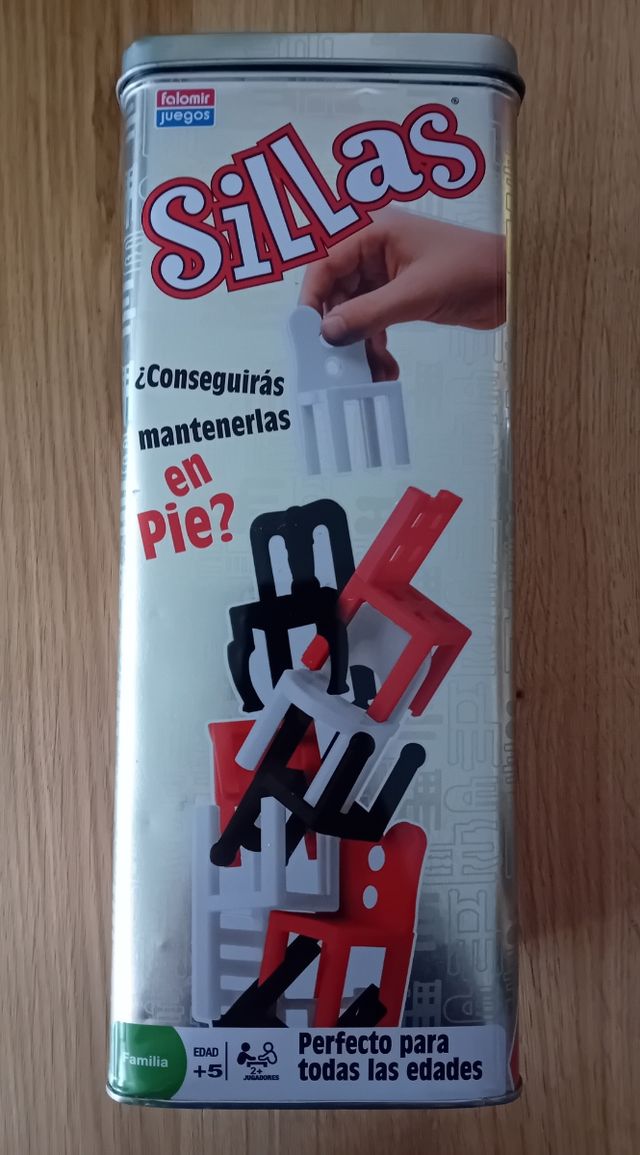 falomir
juegos
Sillas®
¿Conseguirás
mantenerlas
en
Pie?
Familia
EDAD
+5
2+
JUGADORES
Perfecto para
todas las edades